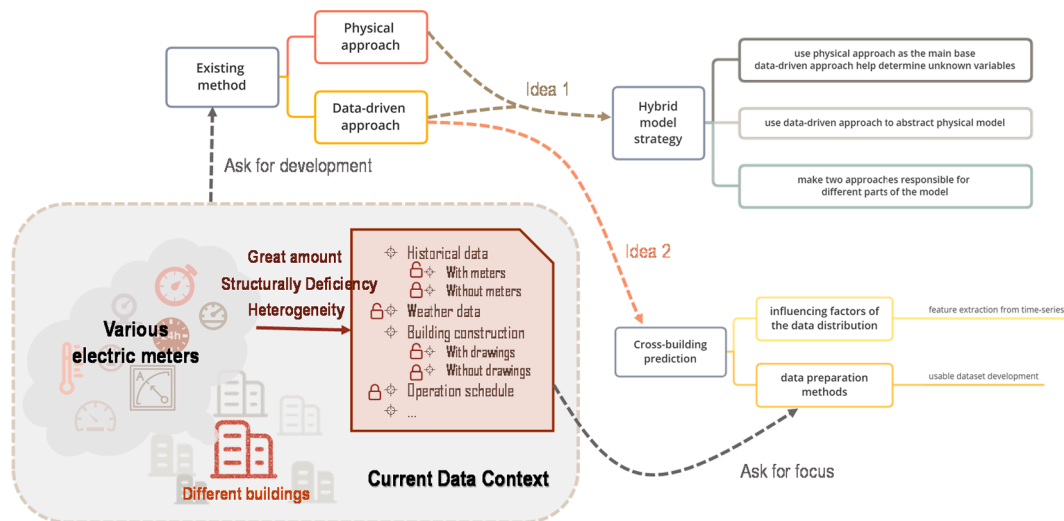 Physical
approach
Existing
method
Data-driven
approach
Idea 1
Hybrid
model
strategy
use physical approach as the main base
data-driven approach help determine unknown variables
use data-driven approach to abstract physical model
make two approaches responsible for
different parts of the model
Ask for development
Great amount
Structurally Deficiency
Heterogeneity
Various
electric meters
24h
A
Historical data
With meters
Without meters
Weather data
Building construction
With drawings
Without drawings
Operation schedule
...
Different buildings
Current Data Context
Idea 2
Cross-building
prediction
influencing factors of
the data distribution
feature extraction from time-series
data preparation
methods
usable dataset development
Ask for focus